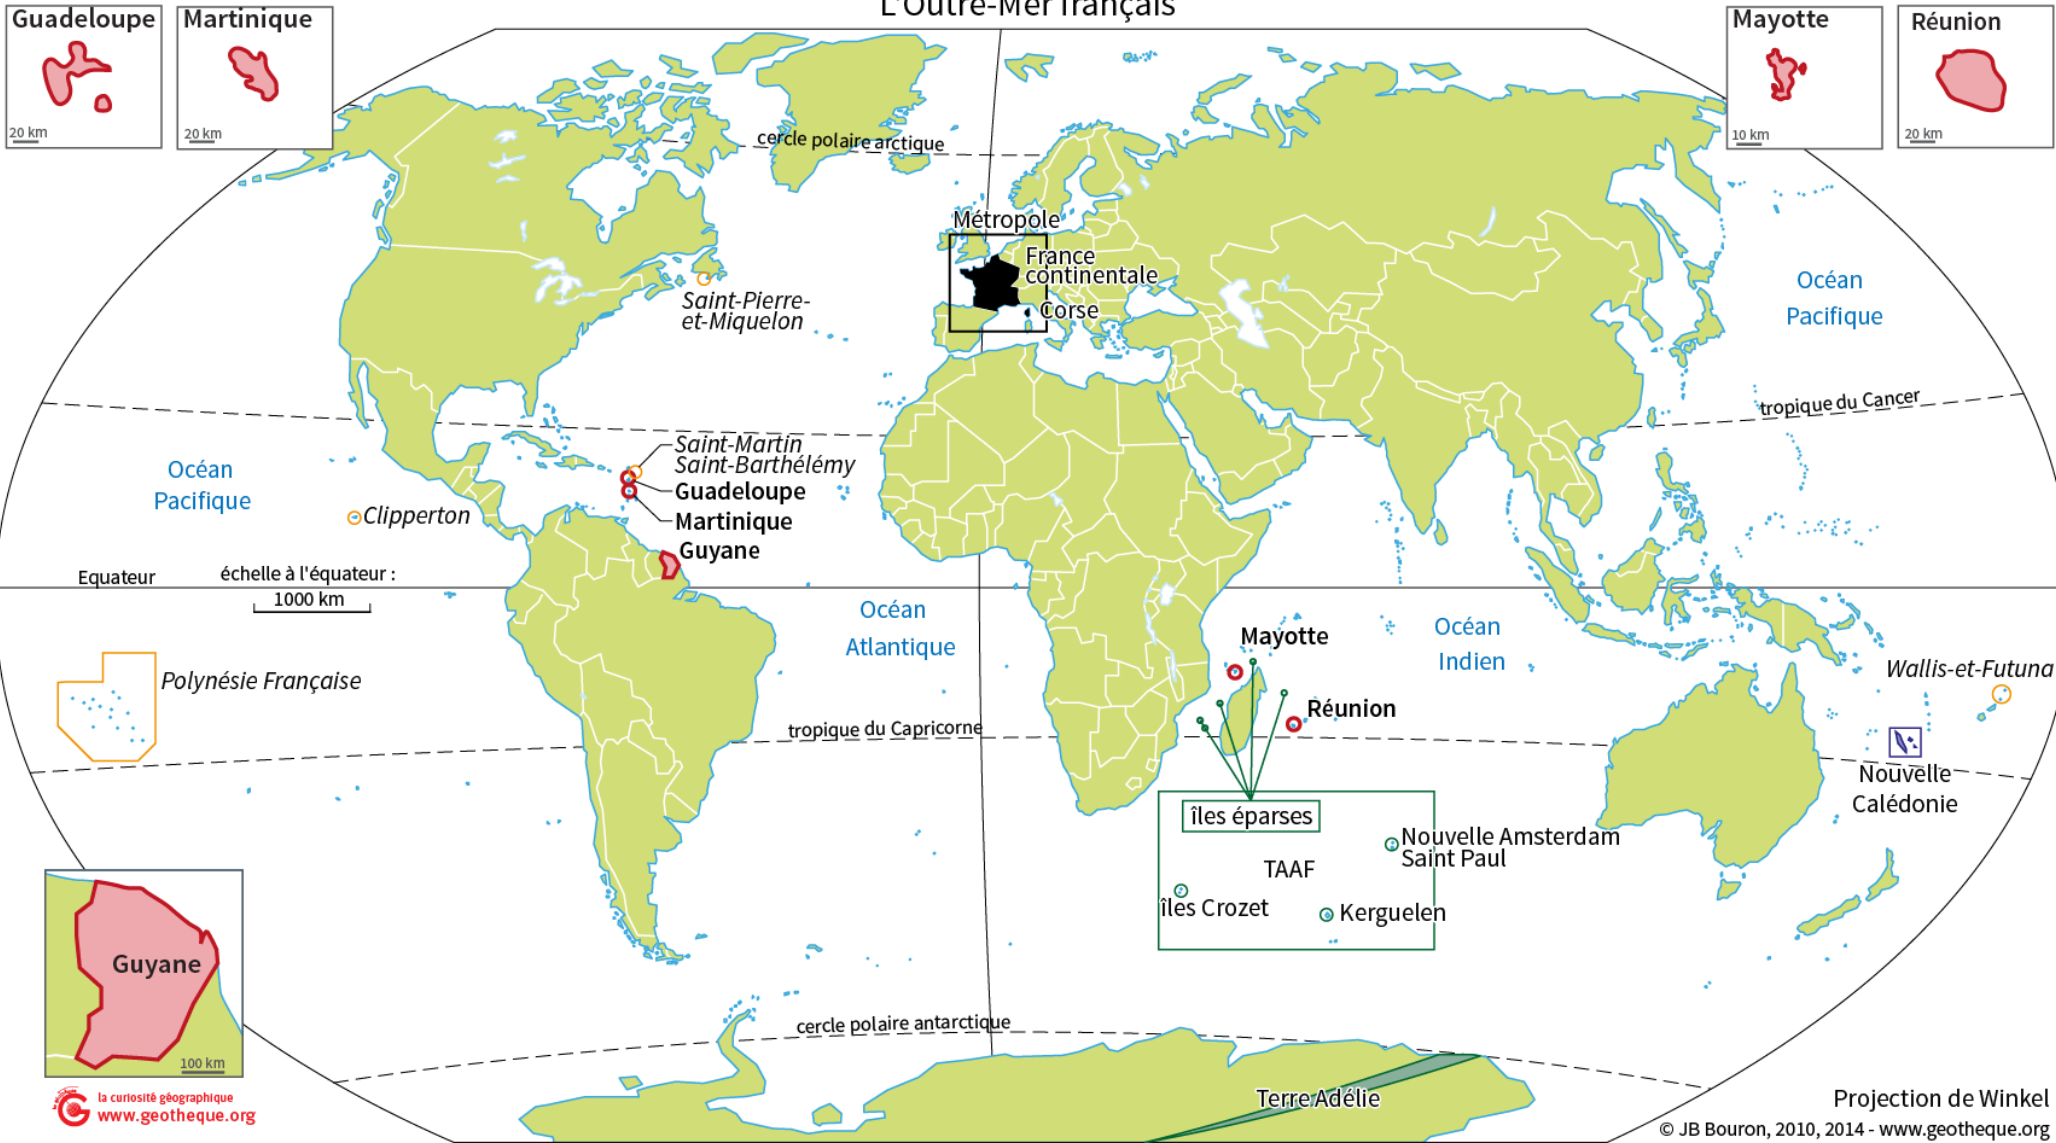 L'Outre-Mer français
Guadeloupe
20 km
Martinique
20 km
Mayotte
10 km
Réunion
20 km
cercle polaire arctique
Métropole
France
continentale
Corse
Saint-Pierre-
et-Miquelon
Océan
Pacifique
tropique du Cancer
Saint-Martin
Saint-Barthélémy
Guadeloupe
Martinique
Guyane
Océan
Pacifique
Clipperton
Equateur
échelle à l'équateur :
1000 km
Océan
Atlantique
Mayotte
Océan
Indien
Polynésie Française
Wallis-et-Futuna
Réunion
tropique du Capricorne
Nouvelle
Calédonie
îles éparses
Nouvelle Amsterdam
Saint Paul
TAAF
îles Crozet
Kerguelen
Guyane
100 km
cercle polaire antarctique
Terre Adélie
la curiosité géographique
www.geotheque.org
Projection de Winkel
© JB Bouron, 2010, 2014 - www.geotheque.org